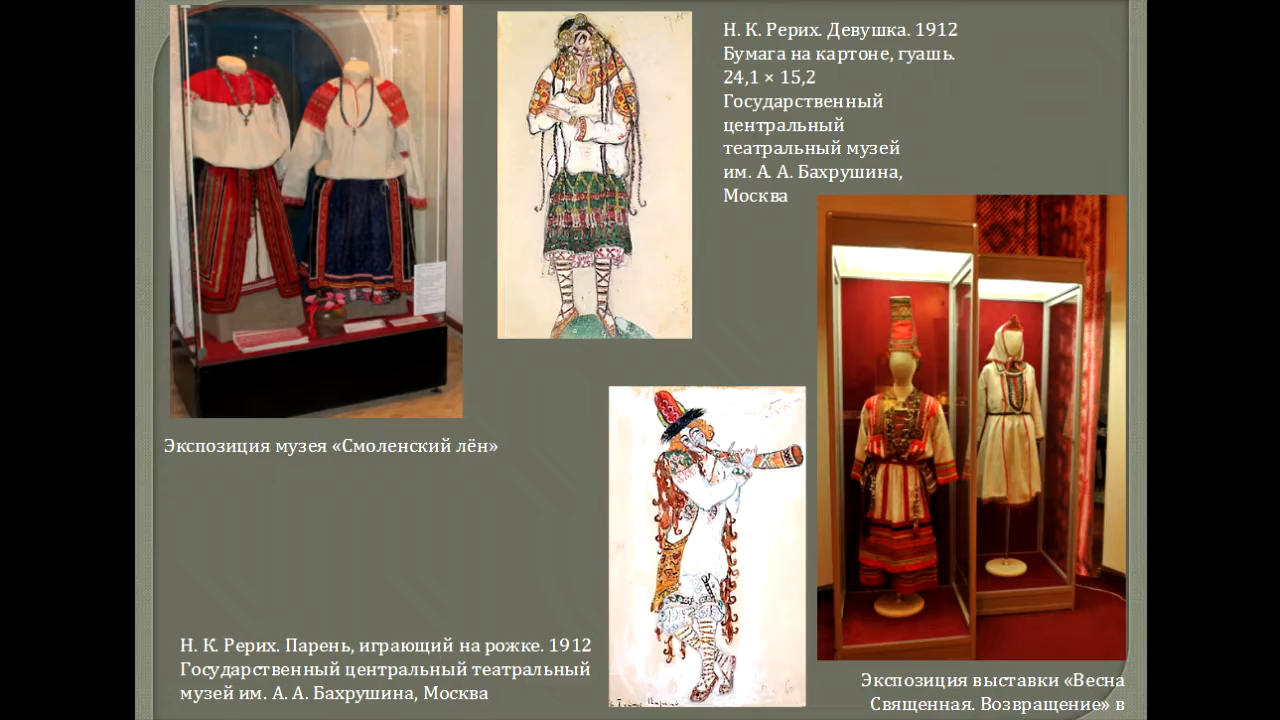 Н. К. Рерих. Девушка. 1912
Бумага на картоне, гуашь.
24,1 × 15,2
Государственный
центральный
театральный музей
им. А. А. Бахрушина,
Москва
Экспозиция музея «Смоленский лён»
Н. К. Рерих. Парень, играющий на рожке. 1912
Государственный центральный театральный
музей им. А. А. Бахрушина, Москва
Экспозиция выставки «Весна
Священная. Возвращение» в